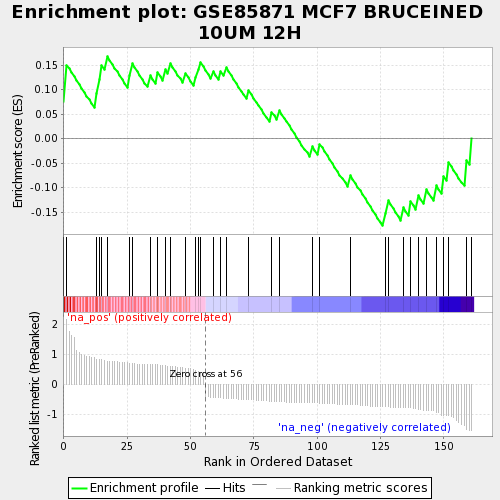 Enrichment plot: GSE85871 MCF7 BRUCEINED
10UM 12H
Enrichment score (ES)
0.15
0.10
0.05
0.00
-0.05
-0.10
-0.15
'na_pos' (positively correlated)
Ranked list metric (PreRanked)
2
1
0
-1
Zero cross at 56
'na_neg' (negatively correlated)
0 25 50 75 100 125 150
Rank in Ordered Dataset
Enrichment profile Hits Ranking metric scores